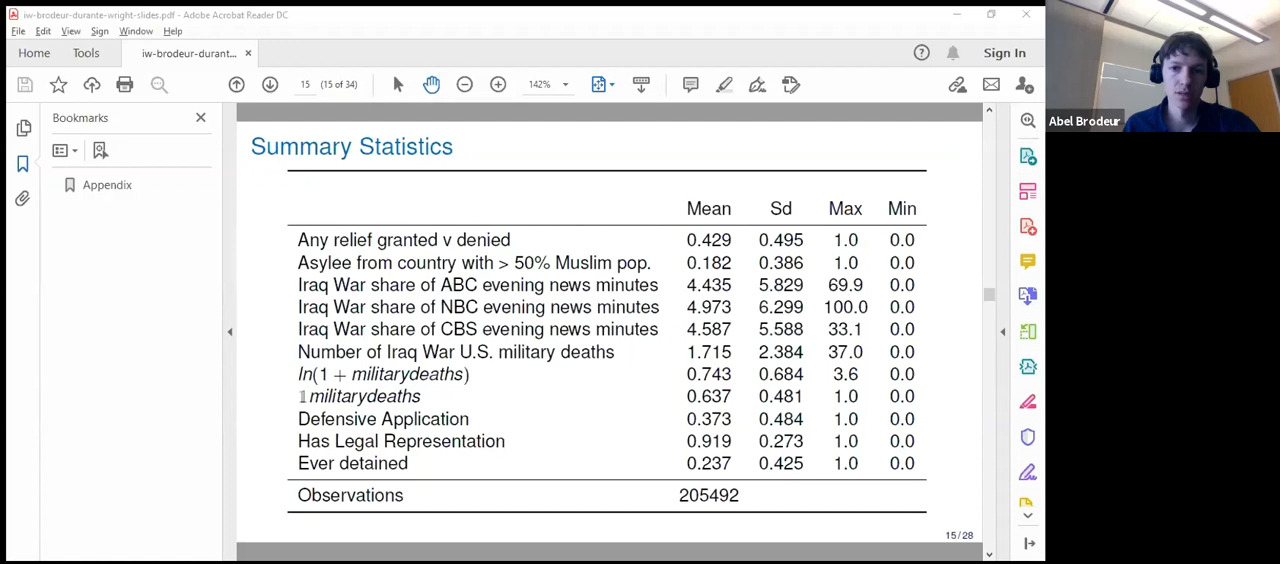 iw-brodeur-durante-wright-slides.pdf - Adobe Acrobat Reader DC
File Edit View Sign Window Help
Home Tools iw-brodeur-durant... × Sign In
15 (15 of 34) 142%
Bookmarks
Appendix
Summary Statistics
Mean Sd Max Min
Any relief granted v denied 0.429 0.495 1.0 0.0
Asylee from country with > 50% Muslim pop. 0.182 0.386 1.0 0.0
Iraq War share of ABC evening news minutes 4.435 5.829 69.9 0.0
Iraq War share of NBC evening news minutes 4.973 6.299 100.0 0.0
Iraq War share of CBS evening news minutes 4.587 5.588 33.1 0.0
Number of Iraq War U.S. military deaths 1.715 2.384 37.0 0.0
ln(1 + militarydeaths) 0.743 0.684 3.6 0.0
𝟙militarydeaths 0.637 0.481 1.0 0.0
Defensive Application 0.373 0.484 1.0 0.0
Has Legal Representation 0.919 0.273 1.0 0.0
Ever detained 0.237 0.425 1.0 0.0
Observations 205492
15/28
Abel Brodeur